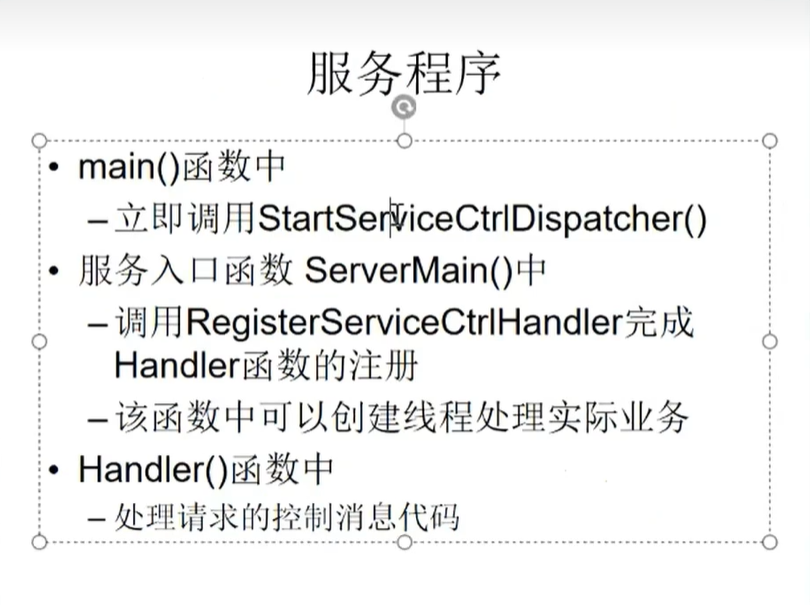 服务程序
• main()函数中
– 立即调用StartServiceCtrlDispatcher()
• 服务入口函数 ServerMain()中
– 调用RegisterServiceCtrlHandler完成
Handler函数的注册
– 该函数中可以创建线程处理实际业务
• Handler()函数中
– 处理请求的控制消息代码